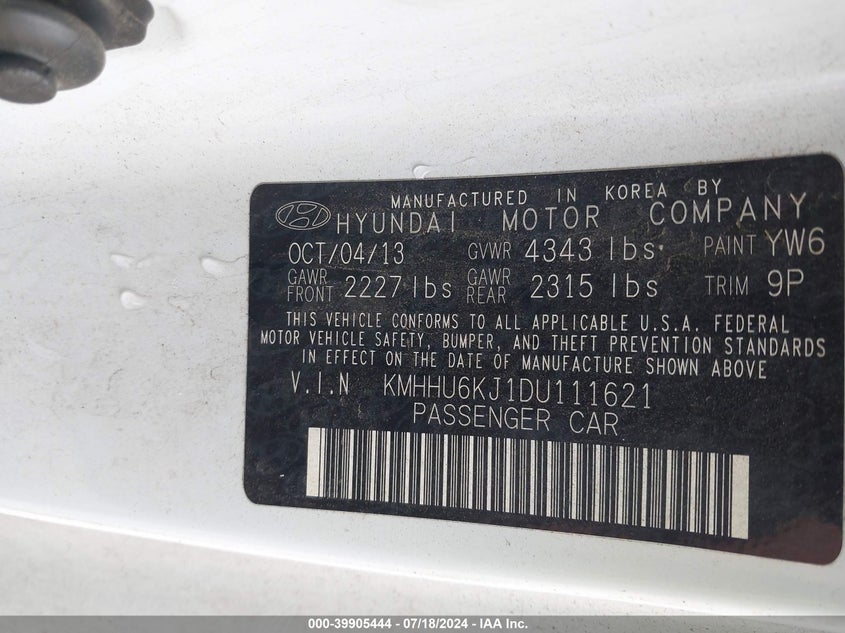 MANUFACTURED IN KOREA BY
HYUNDAI MOTOR COMPANY
OCT/04/13 GVWR 4343 lbs PAINT YW6
GAWR FRONT 2227 lbs GAWR REAR 2315 lbs TRIM 9P
THIS VEHICLE CONFORMS TO ALL APPLICABLE U.S.A. FEDERAL
MOTOR VEHICLE SAFETY, BUMPER, AND THEFT PREVENTION STANDARDS
IN EFFECT ON THE DATE OF MANUFACTURE SHOWN ABOVE
V.I.N KMHHU6KJ1DU111621
PASSENGER CAR
000-39905444 - 07/18/2024 - IAA Inc.